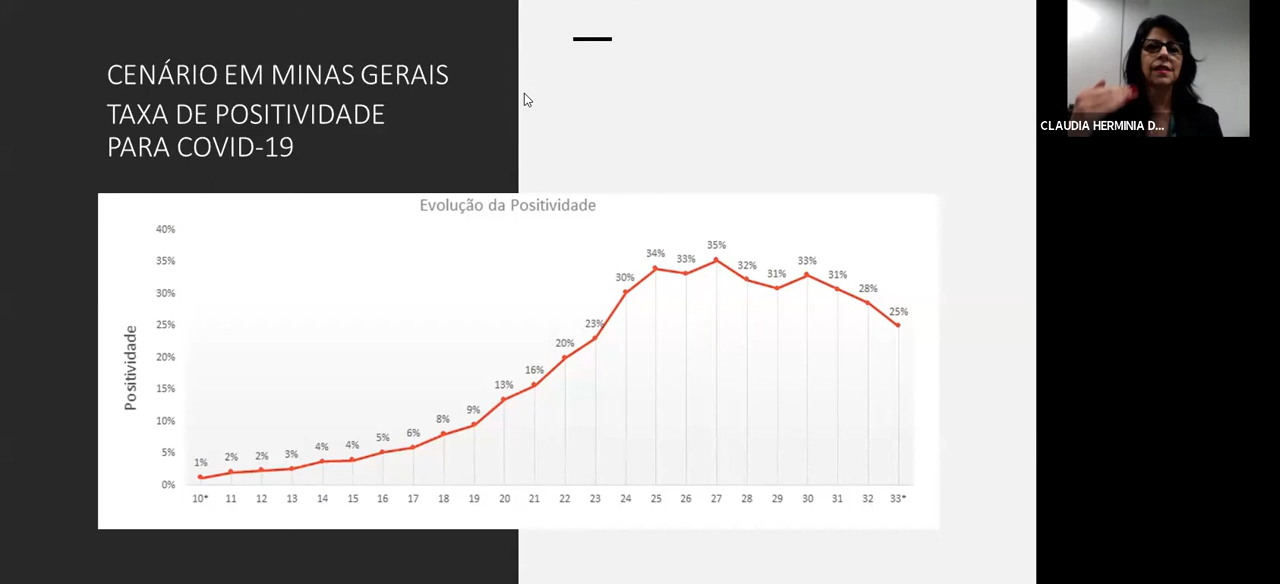 CENÁRIO EM MINAS GERAIS
TAXA DE POSITIVIDADE
PARA COVID-19
CLAUDIA HERMINIA D...
Evolução da Positividade
Positividade
40%
35%
30%
25%
20%
15%
10%
5%
0%
1% 2% 2% 3% 4% 4% 5% 6% 8% 9% 13% 16% 20% 23% 30% 34% 33% 35% 32% 31% 33% 31% 28% 25%
10* 11 12 13 14 15 16 17 18 19 20 21 22 23 24 25 26 27 28 29 30 31 32 33*